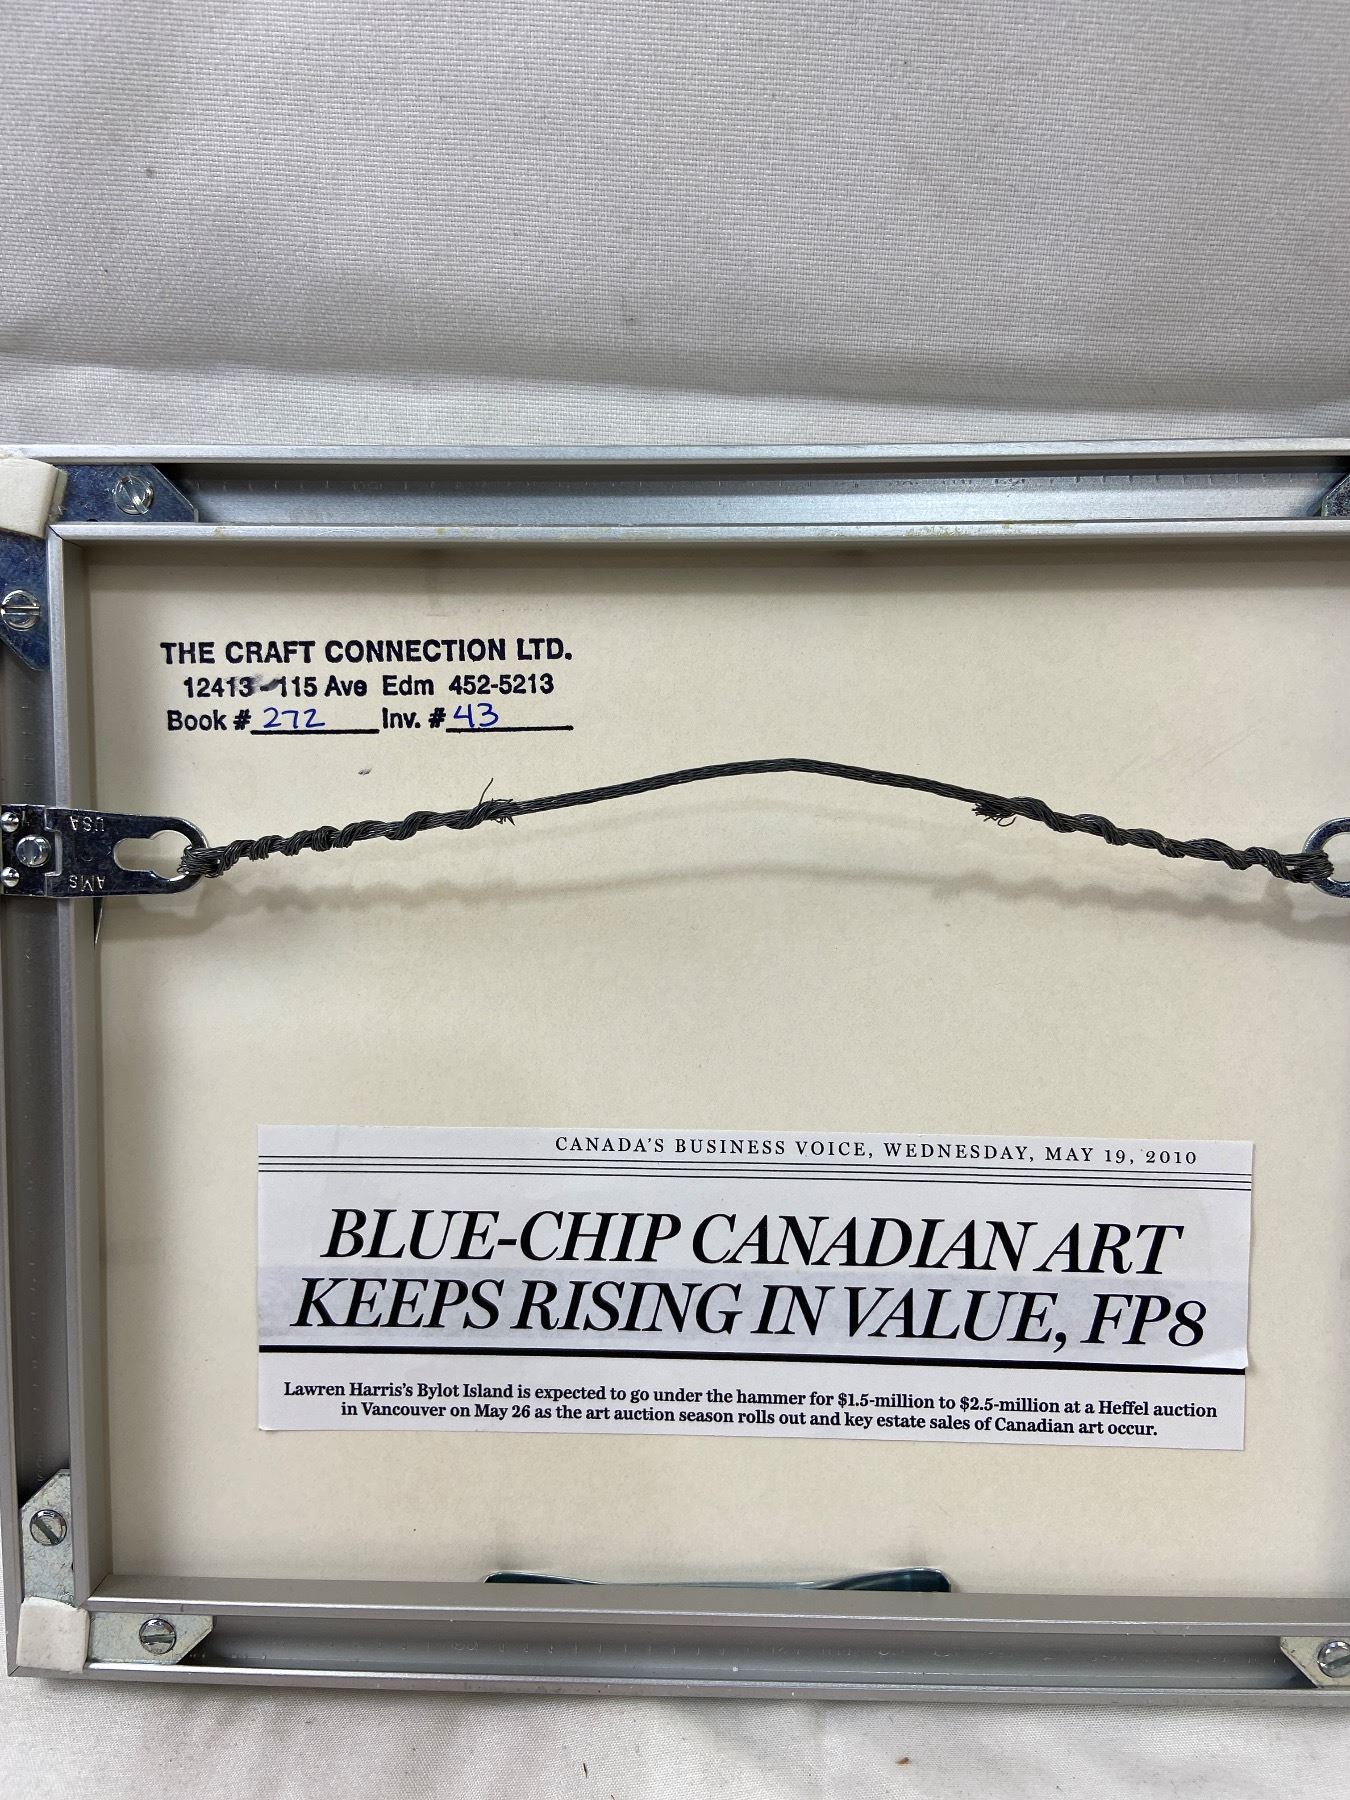 THE CRAFT CONNECTION LTD.
12413-115 Ave Edm 452-5213
Book # 272 Inv. # 43
USA
AMS
CANADA'S BUSINESS VOICE, WEDNESDAY, MAY 19, 2010
BLUE-CHIP CANADIAN ART
KEEPS RISING IN VALUE, FP8
Lawren Harris's Bylot Island is expected to go under the hammer for $1.5-million to $2.5-million at a Heffel auction
in Vancouver on May 26 as the art auction season rolls out and key estate sales of Canadian art occur.